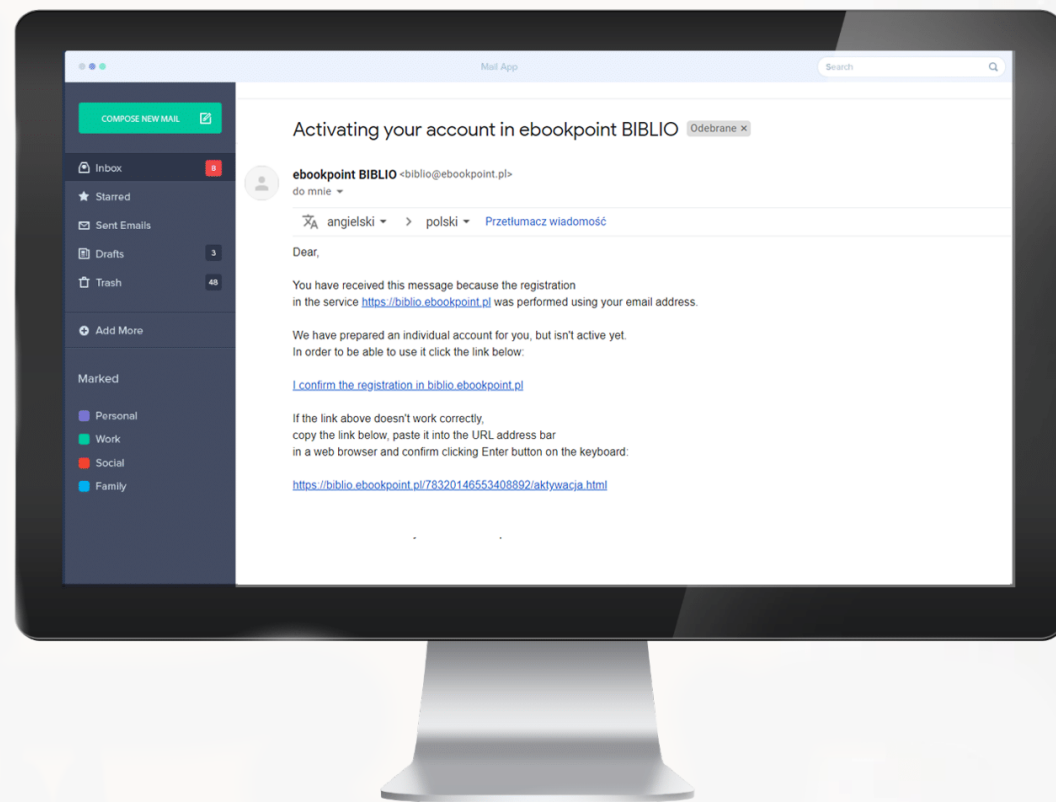 Mail App
Search
COMPOSE NEW MAIL
Inbox
8
Starred
Sent Emails
Drafts
3
Trash
48
Add More
Marked
Personal
Work
Social
Family
Activating your account in ebookpoint BIBLIO Odebrane ×
ebookpoint BIBLIO <biblio@ebookpoint.pl>
do mnie
angielski > polski Przetłumacz wiadomość
Dear,
You have received this message because the registration
in the service https://biblio.ebookpoint.pl was performed using your email address.
We have prepared an individual account for you, but isn't active yet.
In order to be able to use it click the link below:
I confirm the registration in biblio.ebookpoint.pl
If the link above doesn't work correctly,
copy the link below, paste it into the URL address bar
in a web browser and confirm clicking Enter button on the keyboard:
https://biblio.ebookpoint.pl/78320146553408892/aktywacja.html